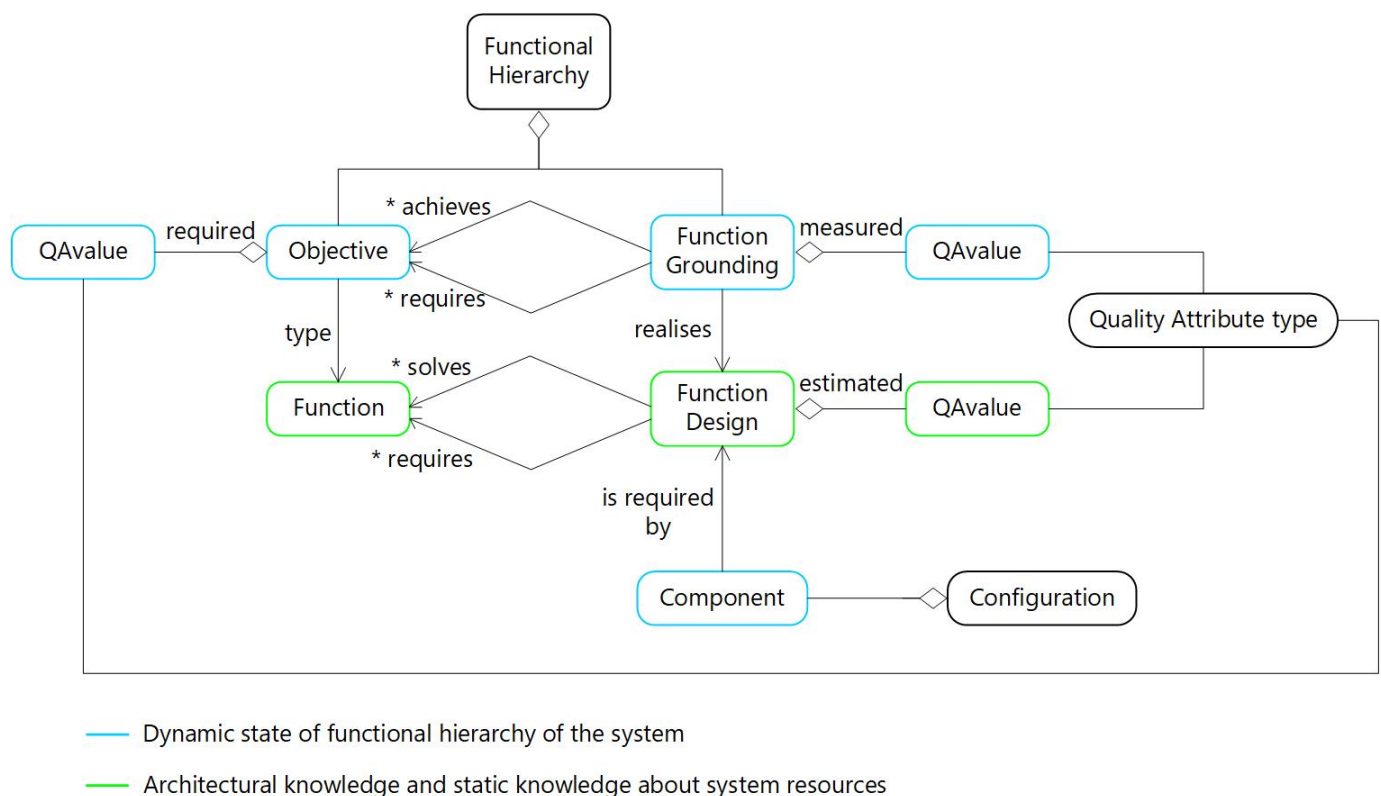 Functional
Hierarchy
* achieves
required
measured
QAvalue
Objective
Function
Grounding
QAvalue
* requires
type
realises
Quality Attribute type
* solves
estimated
Function
Function
Design
QAvalue
* requires
is required
by
Component
Configuration
Dynamic state of functional hierarchy of the system
Architectural knowledge and static knowledge about system resources